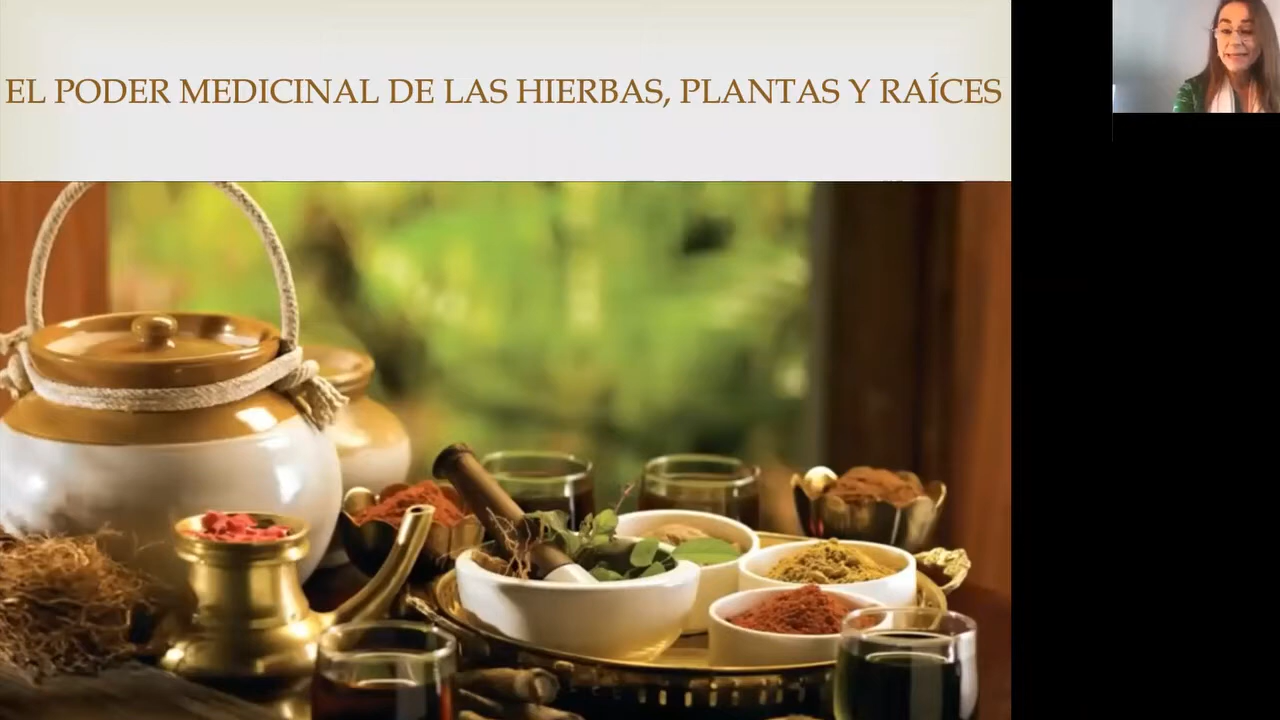 EL PODER MEDICINAL DE LAS HIERBAS, PLANTAS Y RAÍCES